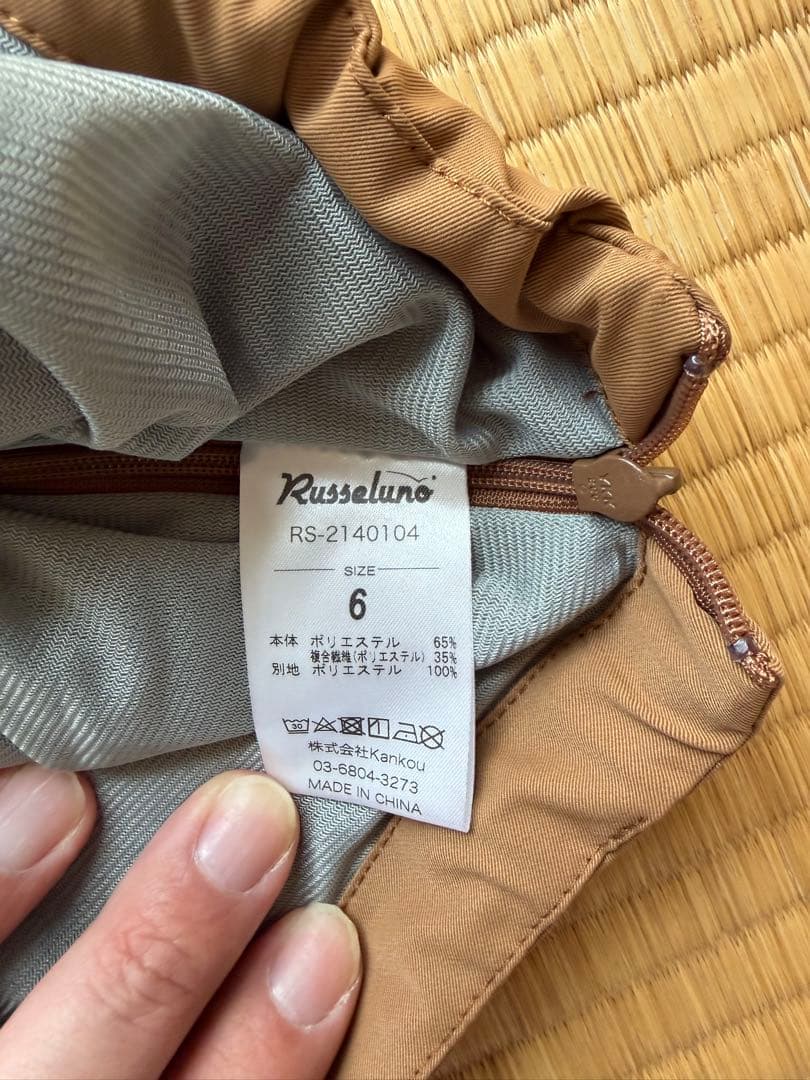 Russeluno
RS-2140104
SIZE
6
本体 ポリエステル 65%
複合繊維(ポリエステル) 35%
別地 ポリエステル 100%
30
株式会社Kankou
03-6804-3273
MADE IN CHINA
YKK